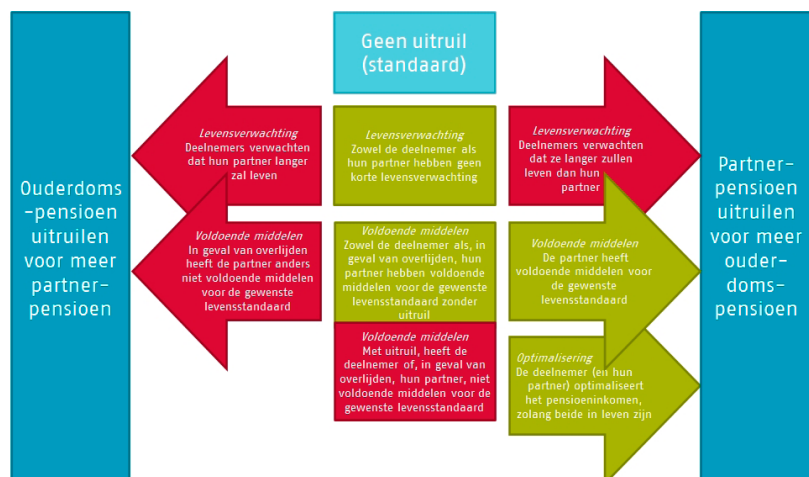 Geen uitruil
(standaard)
Ouderdoms
-pensioen
uitruilen
voor meer
partner-
pensioen
Levensverwachting
Deelnemers verwachten
dat hun partner langer
zal leven
Levensverwachting
Zowel de deelnemer als
hun partner hebben geen
korte levensverwachting
Levensverwachting
Deelnemers verwachten
dat ze langer zullen
leven dan hun
partner
Voldoende middelen
In geval van overlijden
heeft de partner anders
niet voldoende middelen
voor de gewenste
levensstandaard
Voldoende middelen
Zowel de deelnemer als, in
geval van overlijden, hun
partner hebben voldoende
middelen voor de gewenste
levensstandaard zonder
uitruil
Voldoende middelen
De partner heeft
voldoende middelen voor
de gewenste
levensstandaard
Voldoende middelen
Met uitruil, heeft de
deelnemer of, in geval van
overlijden, hun partner, niet
voldoende middelen voor de
gewenste levensstandaard
Optimalisering
De deelnemer (en hun
partner) optimaliseert
het pensioeninkomen,
zolang beide in leven zijn
Partner-
pensioen
uitruilen
voor meer
ouder-
doms-
pensioen